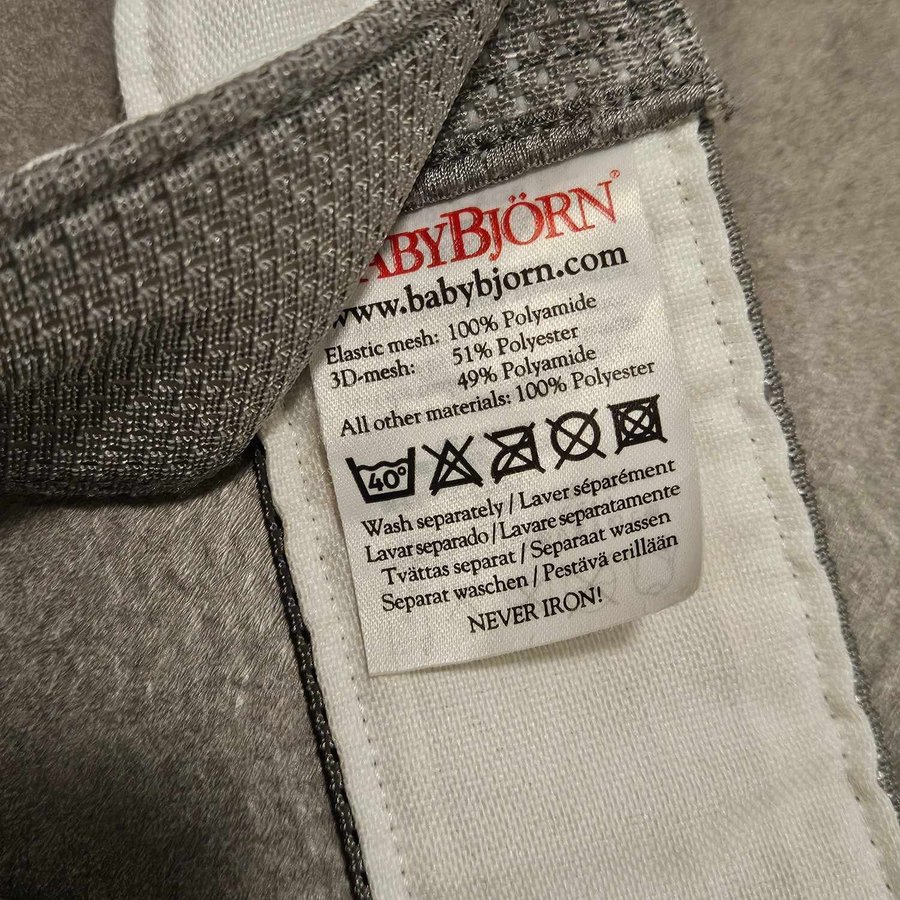 ABYBJÖRN®
www.babybjorn.com
Elastic mesh: 100% Polyamide
3D-mesh: 51% Polyester
49% Polyamide
All other materials: 100% Polyester
40°
Wash separately / Laver séparément
Lavar separado / Lavare separatamente
Tvättas separat / Separaat wassen
Separat waschen / Pestävä erillään
NEVER IRON!